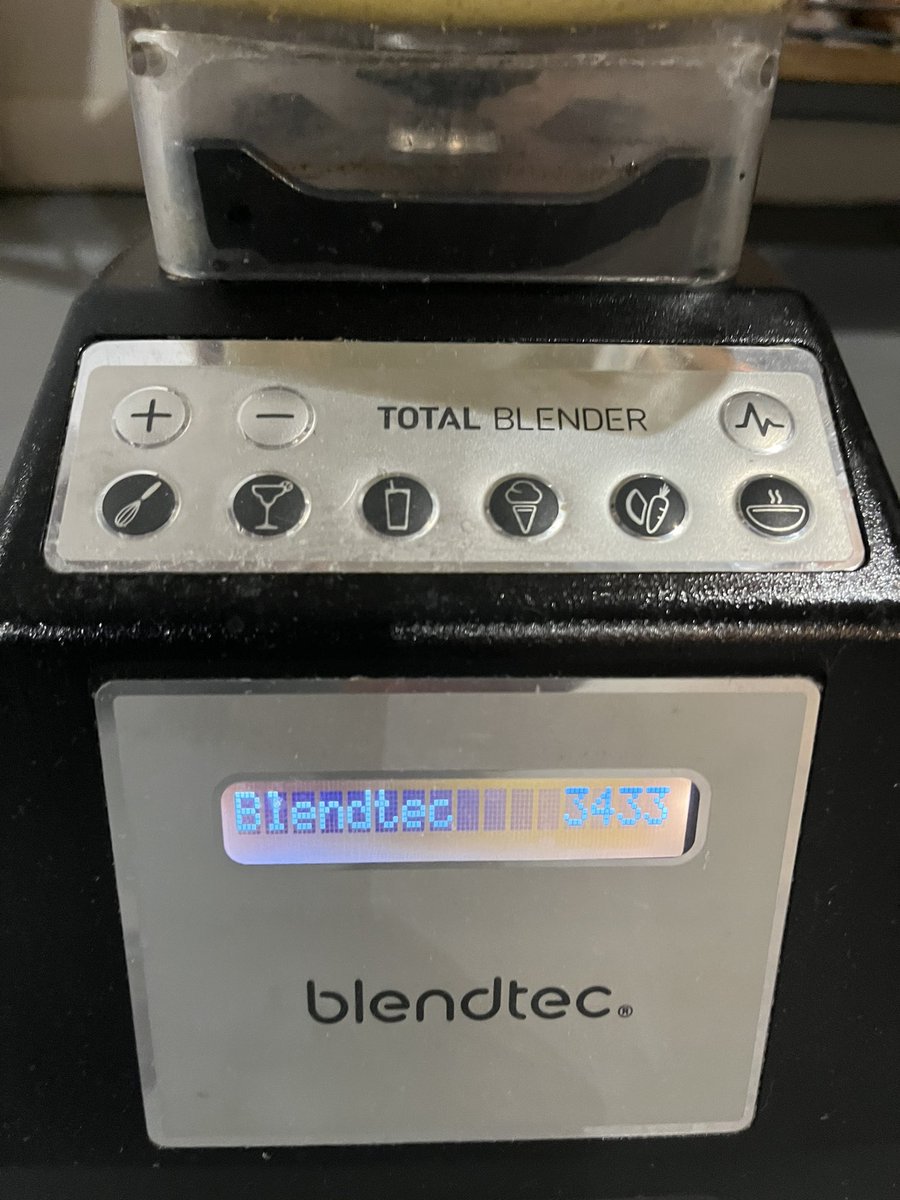 + −
TOTAL BLENDER
Blendtec 3433
blendtec®